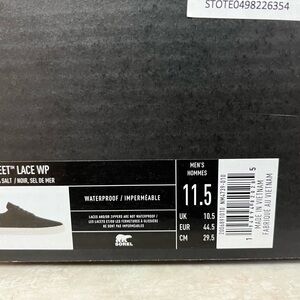 STOTE0498226354
EET™ LACE WP
SALT / NOIR, SEL DE MER
WATERPROOF / IMPERMÉABLE
LACES AND/OR ZIPPERS ARE NOT WATERPROOF /
LES LACETS ET/OU LES FERMETURES À GLISSIÈRE
NE SONT PAS IMPERMÉABLES
SOREL
MEN'S
HOMMES
11.5
UK 10.5
EUR 44.5
CM 29.5
MADE IN VIETNAM
FABRIQUÉ AU VIETNAM